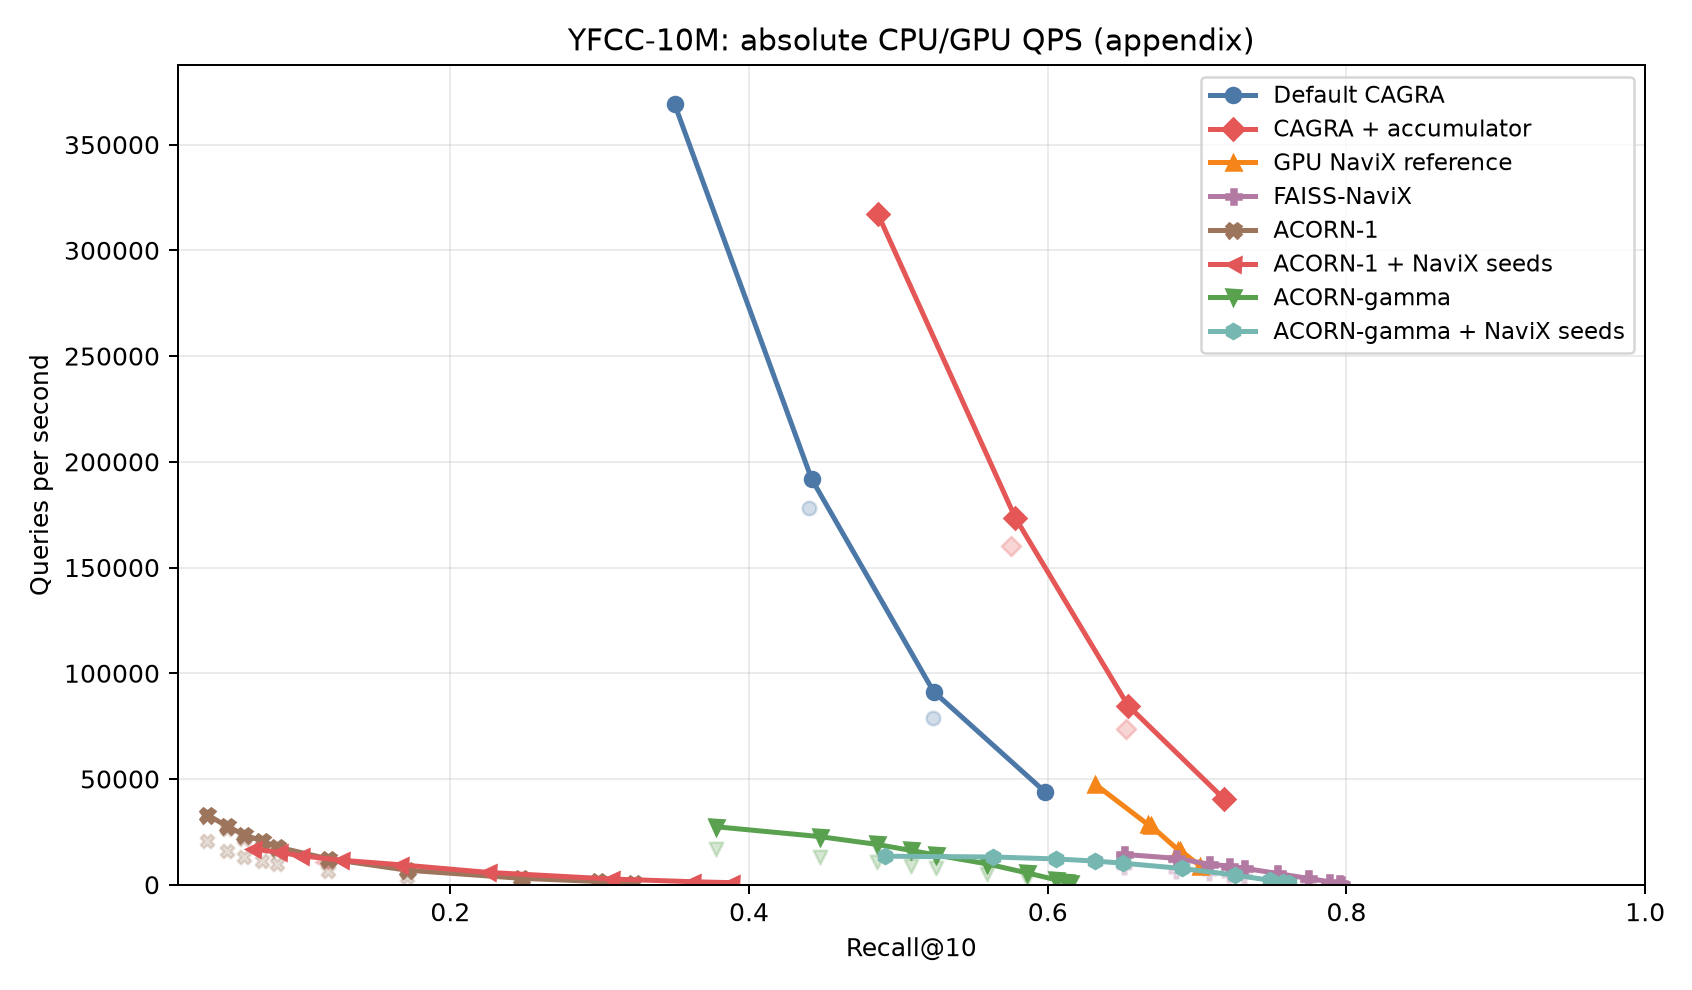 YFCC-10M: absolute CPU/GPU QPS (appendix)
Default CAGRA
CAGRA + accumulator
GPU NaviX reference
FAISS-NaviX
ACORN-1
ACORN-1 + NaviX seeds
ACORN-gamma
ACORN-gamma + NaviX seeds
Queries per second
350000
300000
250000
200000
150000
100000
50000
0
0.2 0.4 0.6 0.8 1.0
Recall@10